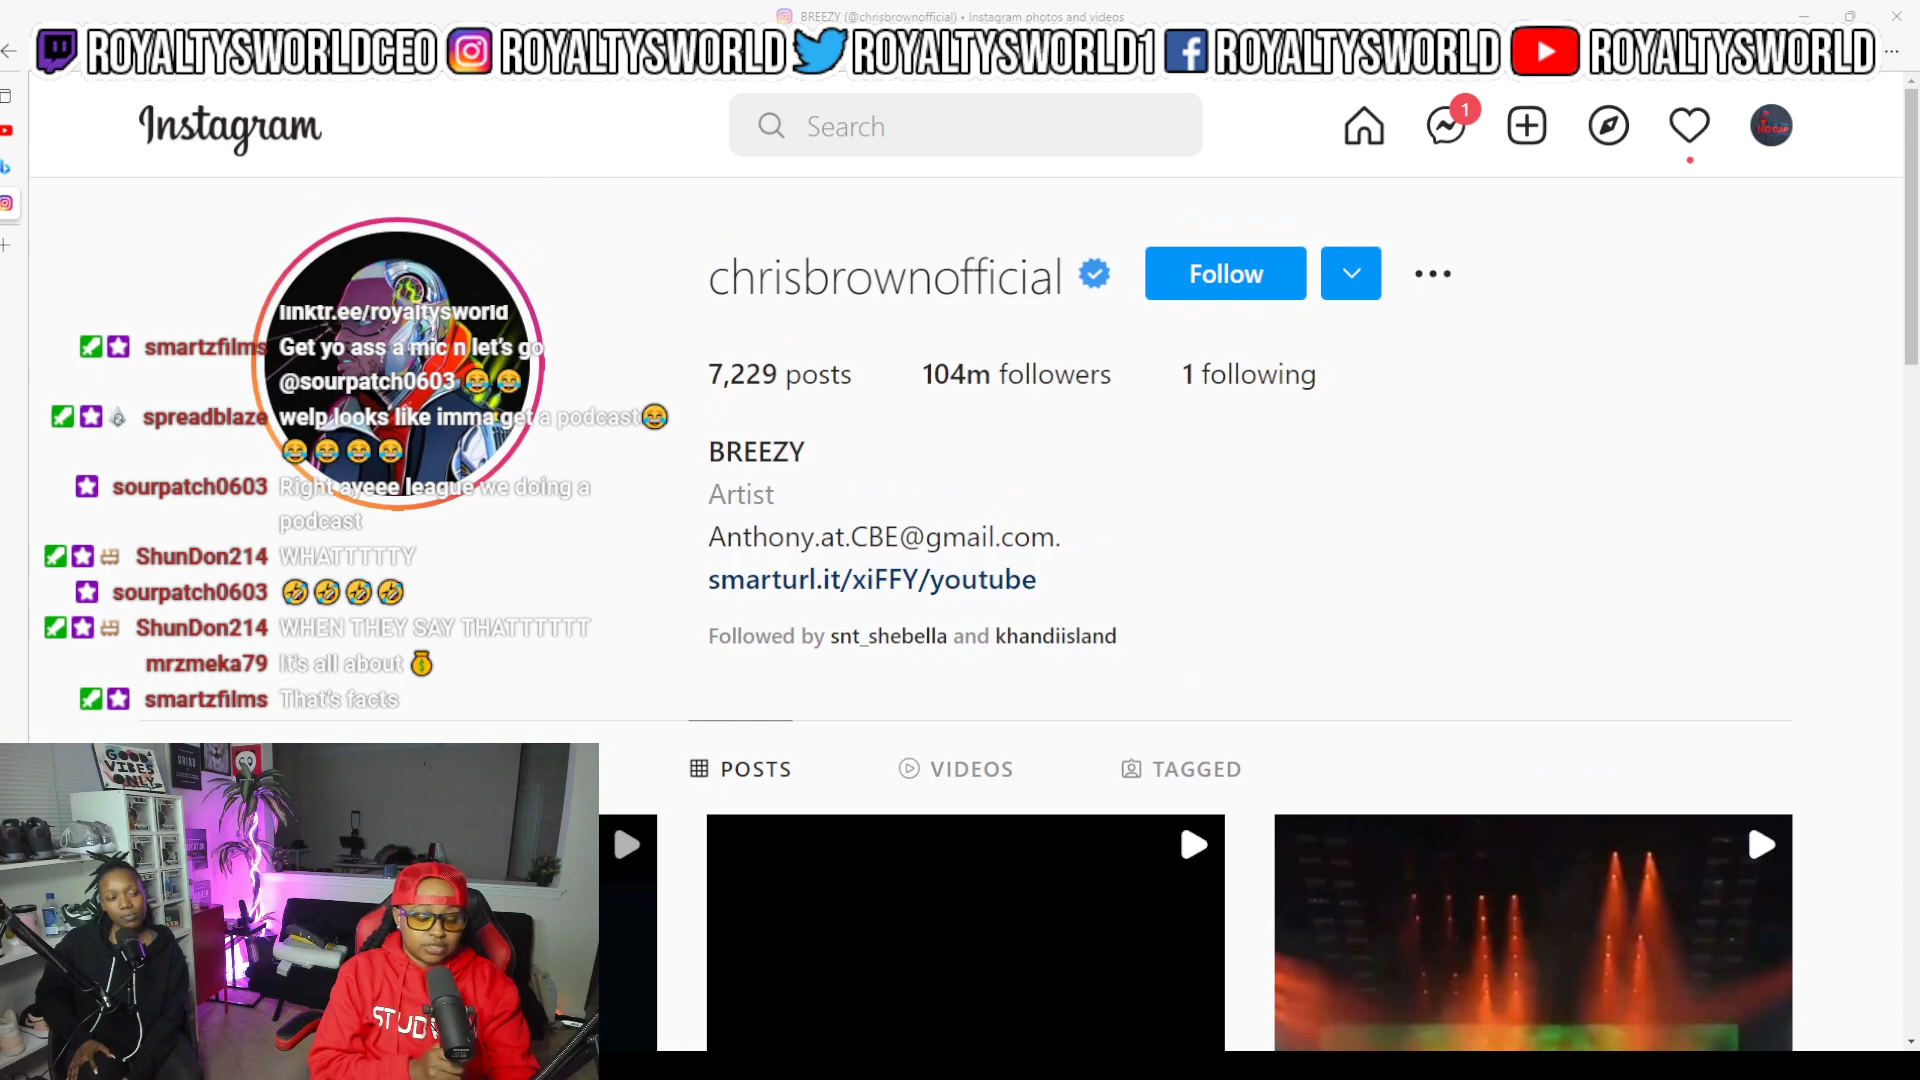 BREEZY (@chrisbrownofficial) • Instagram photos and videos
ROYALTYSWORLDCEO ROYALTYSWORLD ROYALTYSWORLD1 ROYALTYSWORLD ROYALTYSWORLD
Instagram
Search
1
chrisbrownofficial
Follow
7,229 posts 104m followers 1 following
BREEZY
Artist
Anthony.at.CBE@gmail.com.
smarturl.it/xiFFY/youtube
Followed by snt_shebella and khandiisland
linktr.ee/royaltysworld
smartzfilms Get yo ass a mic n let's go
@sourpatch0603 😂😂
spreadblaze welp looks like imma get a podcast😂
😂😂😂😂
sourpatch0603 Right ayeee league we doing a
podcast
ShunDon214 WHATTTTTY
sourpatch0603 🤣🤣🤣🤣
ShunDon214 WHEN THEY SAY THATTTTTT
mrzmeka79 It's all about 💰
smartzfilms That's facts
POSTS VIDEOS TAGGED
GOOD
VIBES
ONLY